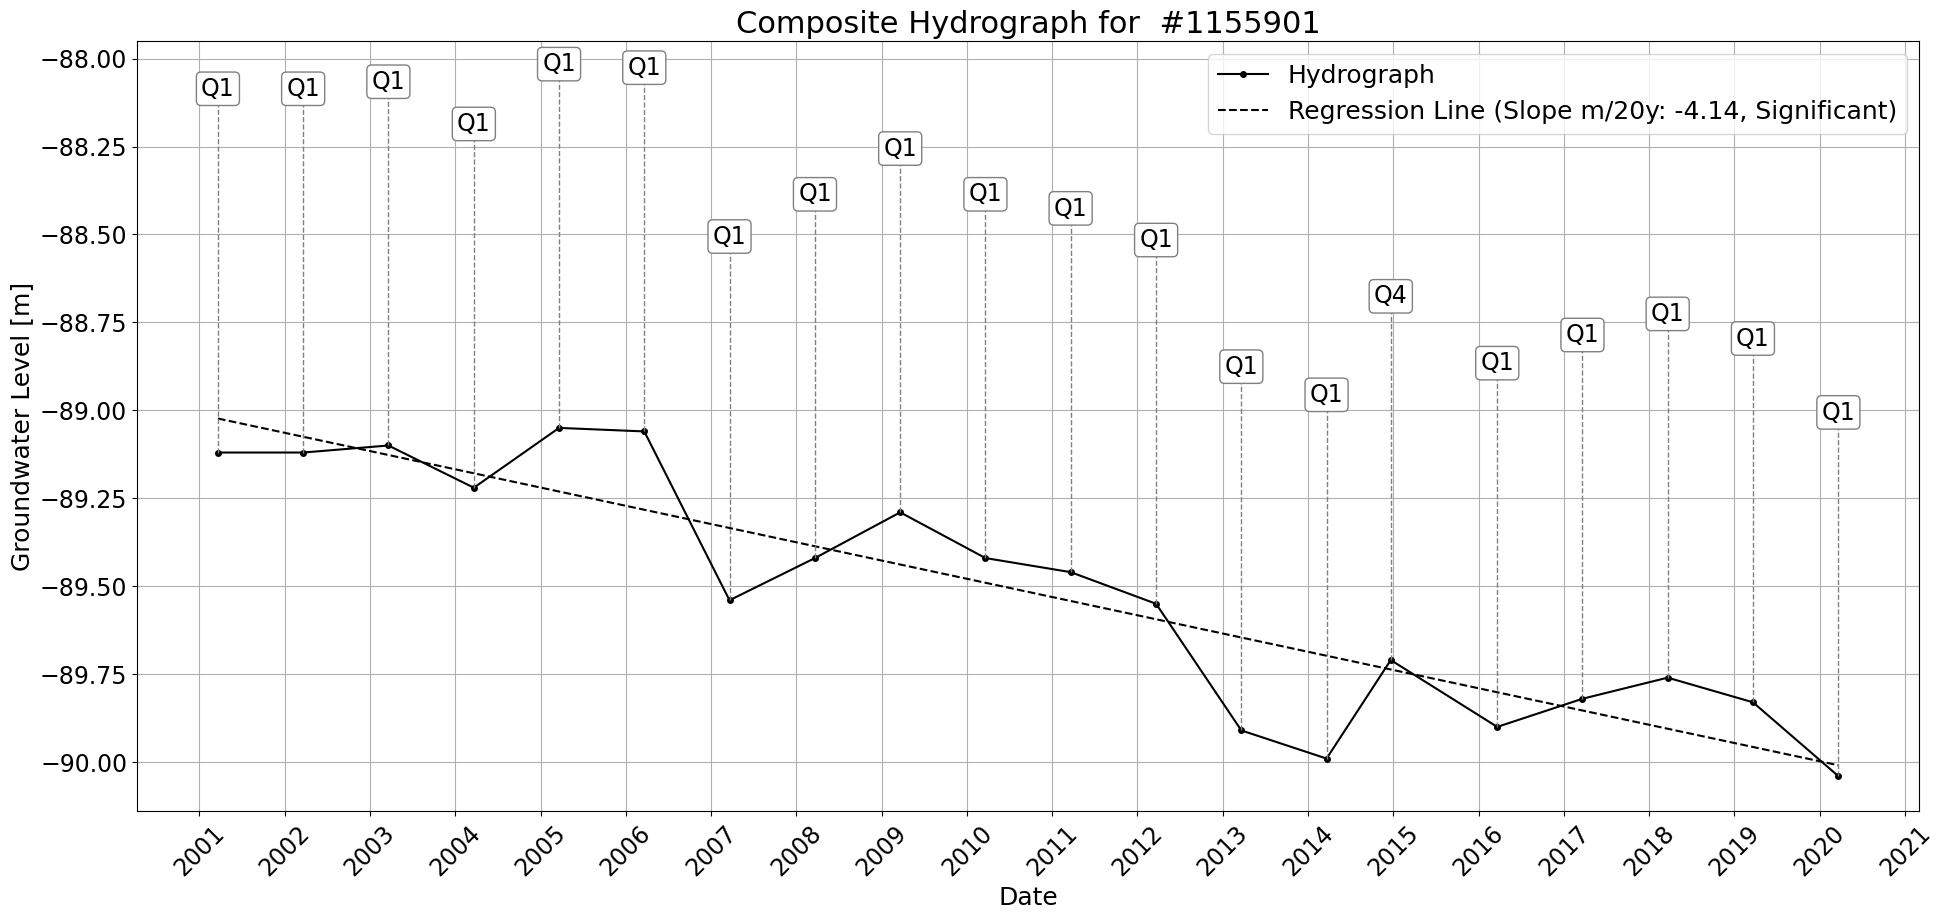 Composite Hydrograph for  #1155901
Hydrograph
Regression Line (Slope m/20y: -4.14, Significant)
Groundwater Level [m]
−88.00
−88.25
−88.50
−88.75
−89.00
−89.25
−89.50
−89.75
−90.00
Q1
Q1
Q1
Q1
Q1
Q1
Q1
Q1
Q1
Q1
Q1
Q1
Q1
Q1
Q4
Q1
Q1
Q1
Q1
Q1
2001
2002
2003
2004
2005
2006
2007
2008
2009
2010
2011
2012
2013
2014
2015
2016
2017
2018
2019
2020
2021
Date